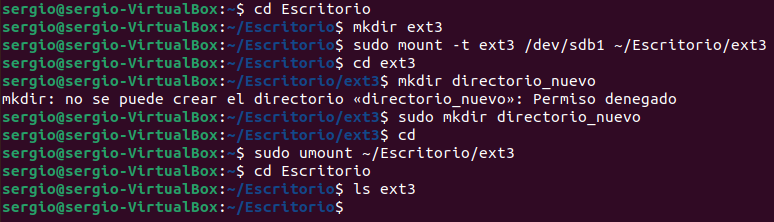 sergio@sergio-VirtualBox:~$ cd Escritorio
sergio@sergio-VirtualBox:~/Escritorio$ mkdir ext3
sergio@sergio-VirtualBox:~/Escritorio$ sudo mount -t ext3 /dev/sdb1 ~/Escritorio/ext3
sergio@sergio-VirtualBox:~/Escritorio$ cd ext3
sergio@sergio-VirtualBox:~/Escritorio/ext3$ mkdir directorio_nuevo
mkdir: no se puede crear el directorio «directorio_nuevo»: Permiso denegado
sergio@sergio-VirtualBox:~/Escritorio/ext3$ sudo mkdir directorio_nuevo
sergio@sergio-VirtualBox:~/Escritorio/ext3$ cd
sergio@sergio-VirtualBox:~$ sudo umount ~/Escritorio/ext3
sergio@sergio-VirtualBox:~$ cd Escritorio
sergio@sergio-VirtualBox:~/Escritorio$ ls ext3
sergio@sergio-VirtualBox:~/Escritorio$